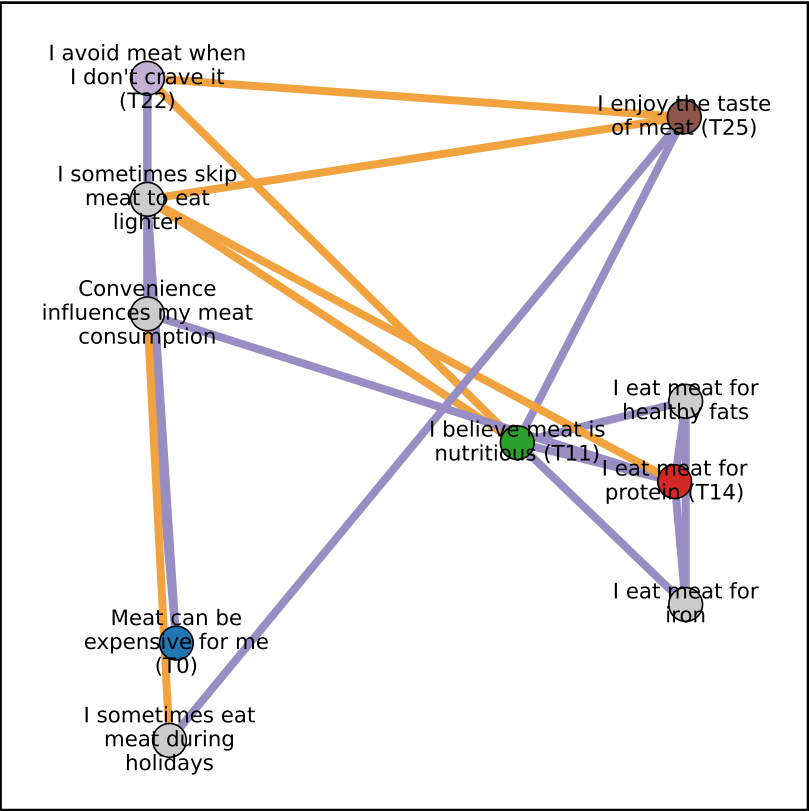 I avoid meat when
I don't crave it
(T22)
I enjoy the taste
of meat (T25)
I sometimes skip
meat to eat
lighter
Convenience
influences my meat
consumption
I eat meat for
healthy fats
I believe meat is
nutritious (T11)
I eat meat for
protein (T14)
I eat meat for
iron
Meat can be
expensive for me
(T0)
I sometimes eat
meat during
holidays